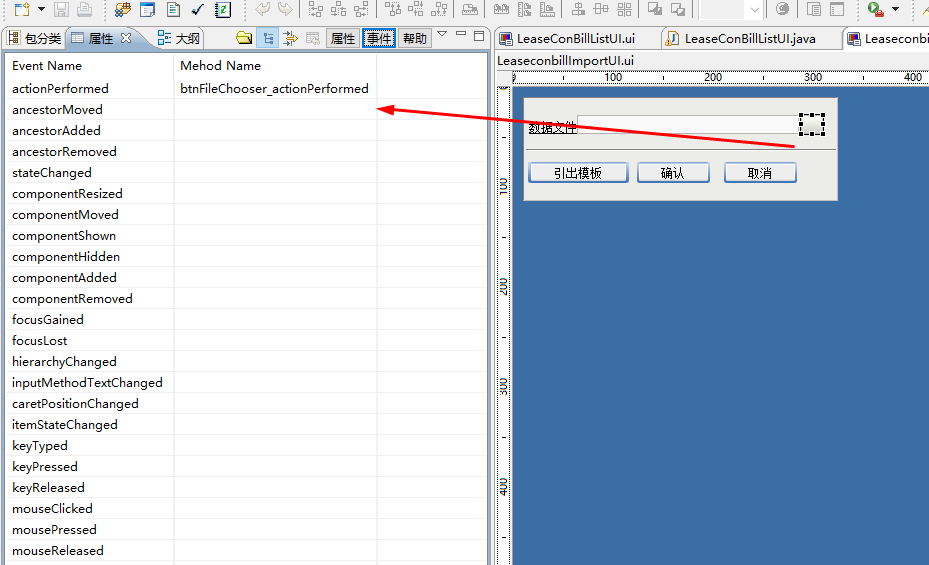 包分类 属性 大纲 属性 事件 帮助
Event Name Mehod Name
actionPerformed btnFileChooser_actionPerformed
ancestorMoved
ancestorAdded
ancestorRemoved
stateChanged
componentResized
componentMoved
componentShown
componentHidden
componentAdded
componentRemoved
focusGained
focusLost
hierarchyChanged
inputMethodTextChanged
caretPositionChanged
itemStateChanged
keyTyped
keyPressed
keyReleased
mouseClicked
mousePressed
mouseReleased
LeaseConBillListUI.ui LeaseConBillListUI.java Leaseconbi
LeaseconbillImportUI.ui
0 100 200 300 400
0
100
200
300
400
数据文件
引出模板 确认 取消